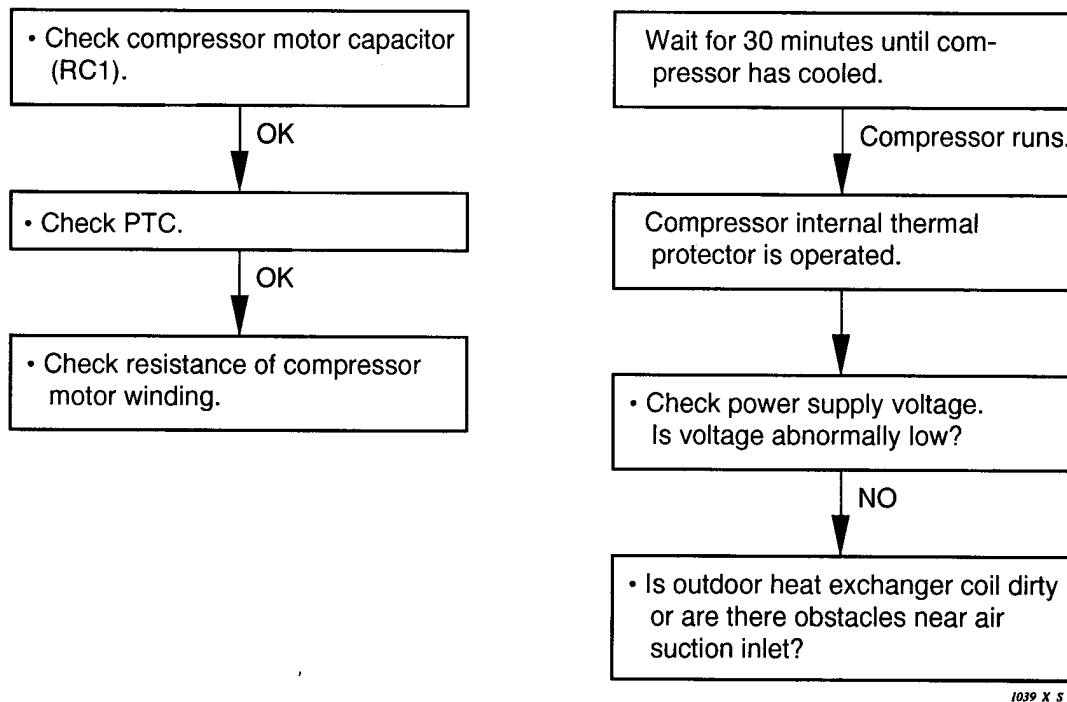 • Check compressor motor capacitor
(RC1).
OK
• Check PTC.
OK
• Check resistance of compressor
motor winding.
Wait for 30 minutes until com-
pressor has cooled.
Compressor runs.
Compressor internal thermal
protector is operated.
• Check power supply voltage.
Is voltage abnormally low?
NO
• Is outdoor heat exchanger coil dirty
or are there obstacles near air
suction inlet?
1039 X S